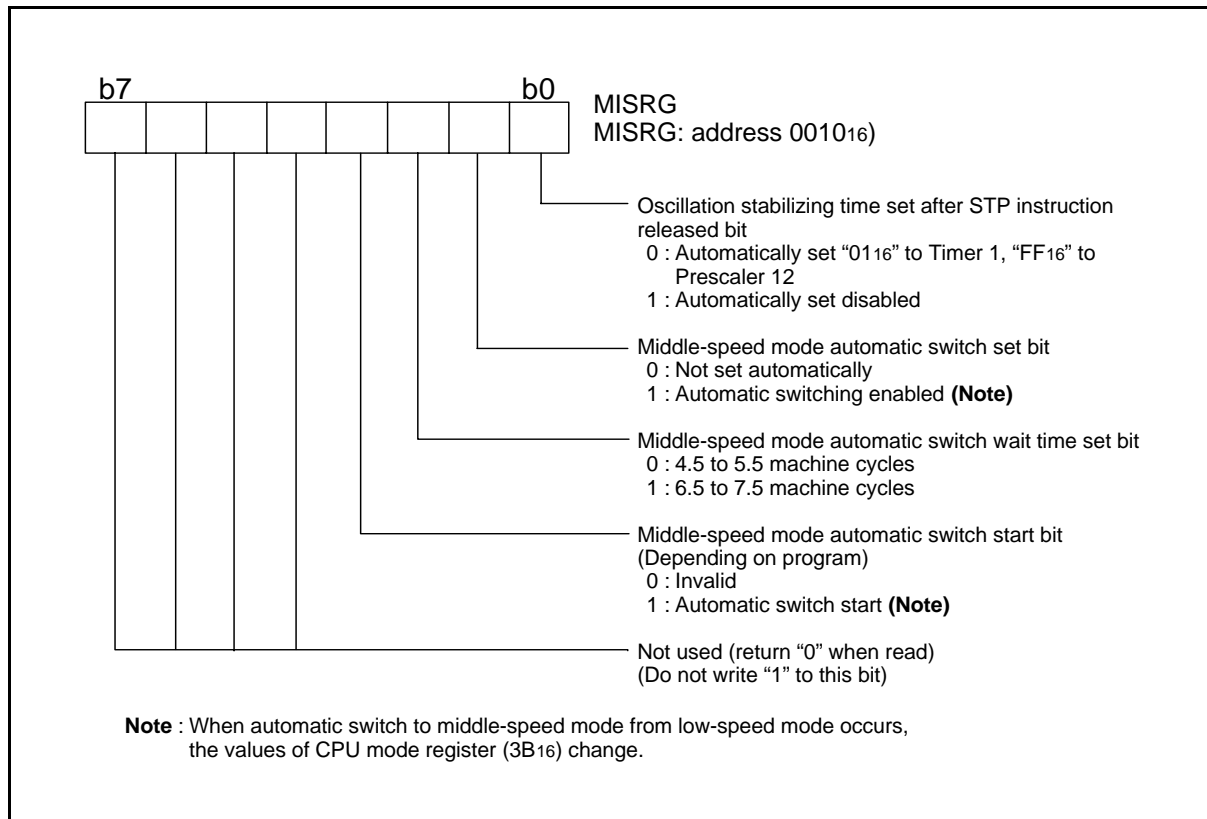 b7 b0
MISRG
MISRG: address 001016)
Oscillation stabilizing time set after STP instruction
released bit
0 : Automatically set “0116” to Timer 1, “FF16” to
Prescaler 12
1 : Automatically set disabled
Middle-speed mode automatic switch set bit
0 : Not set automatically
1 : Automatic switching enabled (Note)
Middle-speed mode automatic switch wait time set bit
0 : 4.5 to 5.5 machine cycles
1 : 6.5 to 7.5 machine cycles
Middle-speed mode automatic switch start bit
(Depending on program)
0 : Invalid
1 : Automatic switch start (Note)
Not used (return “0” when read)
(Do not write “1” to this bit)
Note : When automatic switch to middle-speed mode from low-speed mode occurs,
the values of CPU mode register (3B16) change.